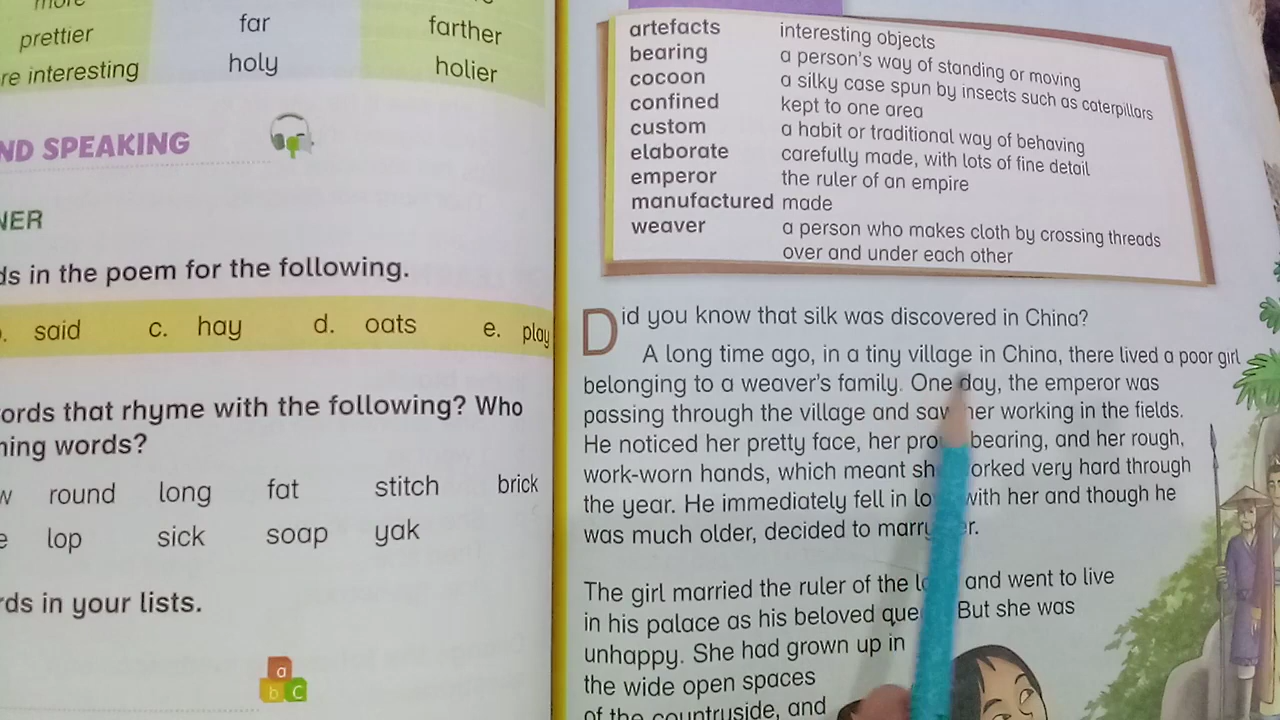 prettier far farther
re interesting holy holier
ND SPEAKING
NER
ds in the poem for the following.
said c. hay d. oats e. play
ords that rhyme with the following? Who
ning words?
w round long fat stitch brick
e lop sick soap yak
rds in your lists.
a
b C
artefacts interesting objects
bearing a person's way of standing or moving
cocoon a silky case spun by insects such as caterpillars
confined kept to one area
custom a habit or traditional way of behaving
elaborate carefully made, with lots of fine detail
emperor the ruler of an empire
manufactured made
weaver a person who makes cloth by crossing threads
over and under each other
Did you know that silk was discovered in China?
A long time ago, in a tiny village in China, there lived a poor girl
belonging to a weaver's family. One day, the emperor was
passing through the village and saw her working in the fields.
He noticed her pretty face, her proud bearing, and her rough,
work-worn hands, which meant she worked very hard through
the year. He immediately fell in love with her and though he
was much older, decided to marry her.
The girl married the ruler of the and went to live
in his palace as his beloved queen. But she was
unhappy. She had grown up in
the wide open spaces
of the countryside, and